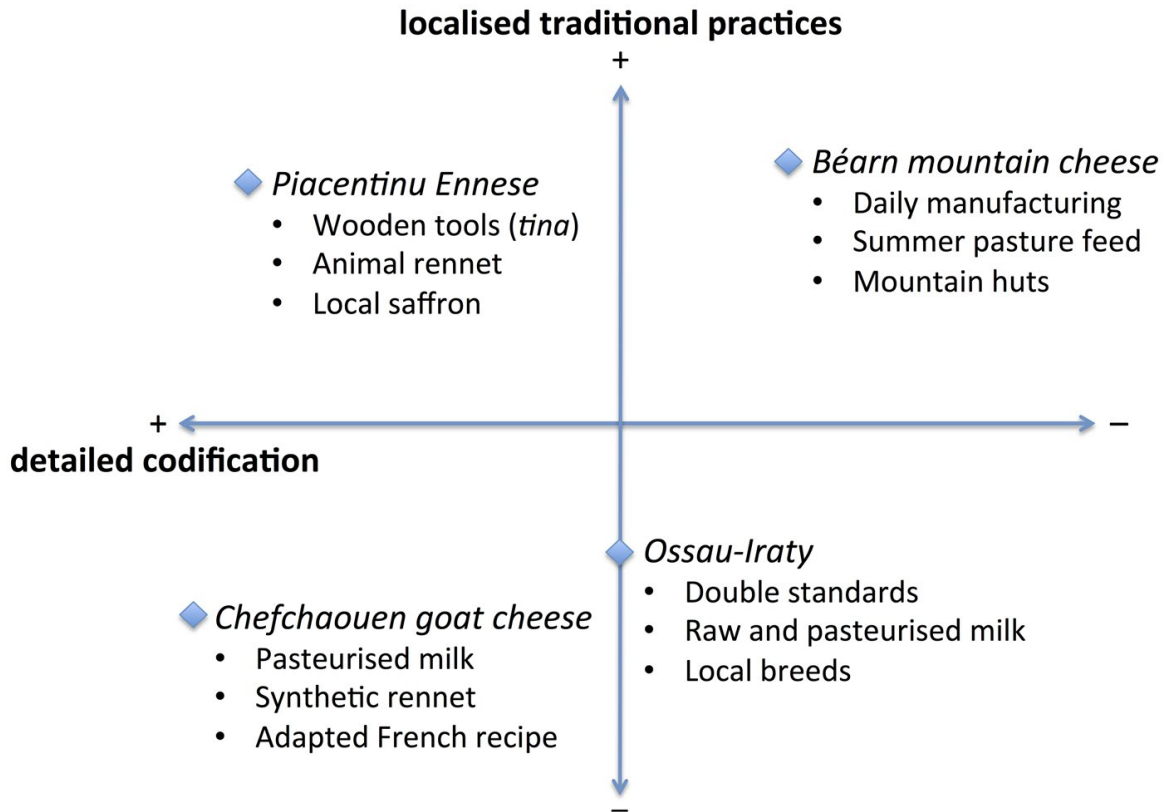 localised traditional practices
+
Piacentinu Ennese
• Wooden tools (tina)
• Animal rennet
• Local saffron
Béarn mountain cheese
• Daily manufacturing
• Summer pasture feed
• Mountain huts
+
–
detailed codification
Ossau-Iraty
• Double standards
• Raw and pasteurised milk
• Local breeds
Chefchaouen goat cheese
• Pasteurised milk
• Synthetic rennet
• Adapted French recipe
–